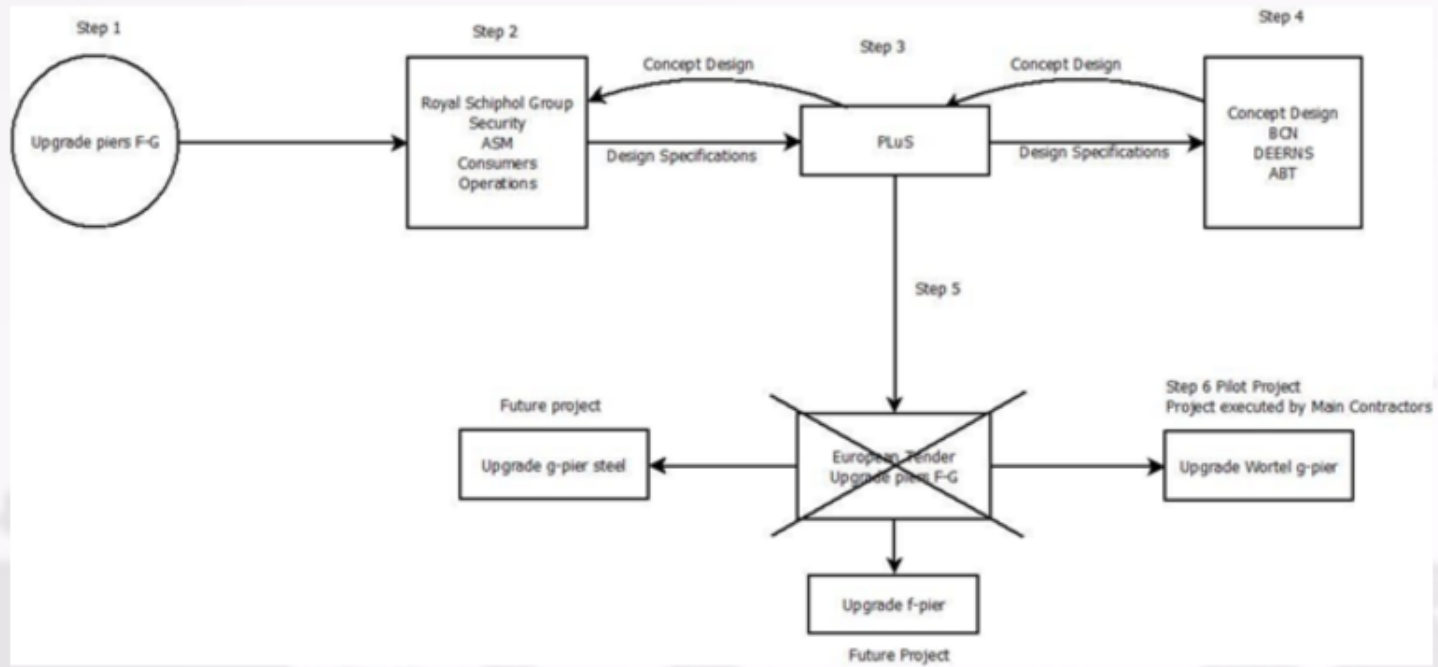 Step 1
Step 2
Step 3
Step 4
Concept Design
Concept Design
Upgrade piers F-G
Royal Schiphol Group
Security
ASM
Consumers
Operations
Design Specifications
PLuS
Design Specifications
Concept Design
BCN
DEERNS
ABT
Step 5
Future project
Upgrade g-pier steel
European Tender
Upgrade piers F-G
Step 6 Pilot Project
Project executed by Main Contractors
Upgrade Wortel g-pier
Upgrade f-pier
Future Project